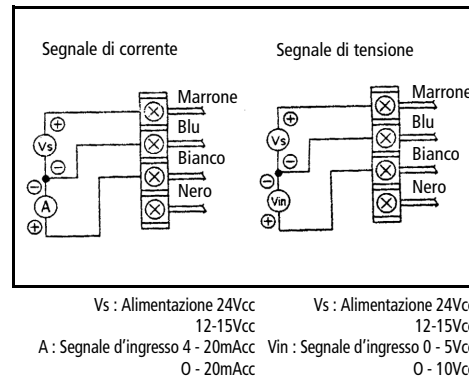 Segnale di corrente
Marrone
Blu
Bianco
Nero
Vs
A
Segnale di tensione
Marrone
Blu
Bianco
Nero
Vs
Vin
Vs : Alimentazione 24Vcc
12-15Vcc
A : Segnale d'ingresso 4 - 20mAcc
O - 20mAcc
Vs : Alimentazione 24Vcc
12-15Vcc
Vin : Segnale d'ingresso 0 - 5Vcc
O - 10Vcc